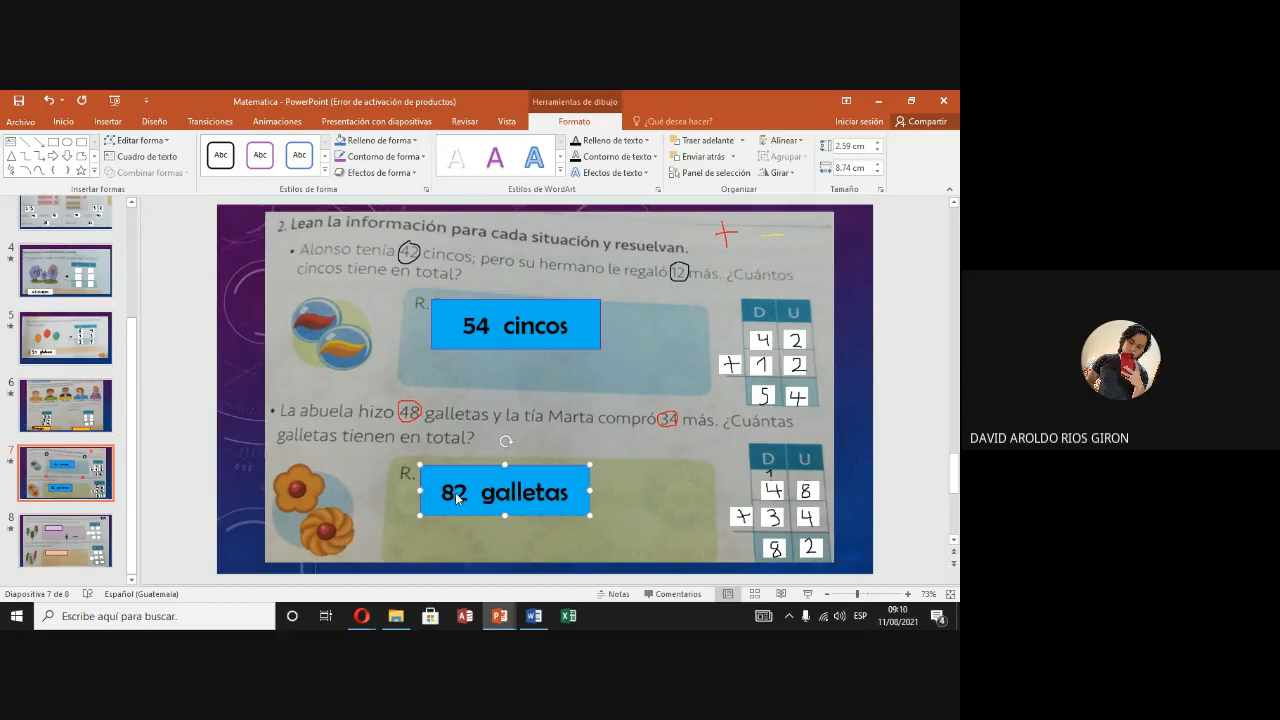 Matematica - PowerPoint (Error de activación de productos)
Herramientas de dibujo
Archivo Inicio Insertar Diseño Transiciones Animaciones Presentación con diapositivas Revisar Vista Formato ¿Qué desea hacer? Iniciar sesión Compartir
Editar forma
Cuadro de texto
Combinar formas
Insertar formas
Abc Abc Abc
Relleno de forma
Contorno de forma
Efectos de forma
Estilos de forma
A A A
Relleno de texto
Contorno de texto
Efectos de texto
Estilos de WordArt
Traer adelante
Enviar atrás
Panel de selección
Alinear
Agrupar
Girar
Organizar
2.59 cm
8.74 cm
Tamaño
4
5
6
7
8
2. Lean la información para cada situación y resuelvan.
+ −
• Alonso tenía 42 cincos; pero su hermano le regaló 12 más. ¿Cuántos
cincos tiene en total?
R.
54 cincos
D U
4 2
+ 1 2
5 4
• La abuela hizo 48 galletas y la tía Marta compró 34 más. ¿Cuántas
galletas tienen en total?
R.
82 galletas
D U
1
4 8
+ 3 4
8 2
DAVID AROLDO RIOS GIRON
Diapositiva 7 de 8 Español (Guatemala) Notas Comentarios 73%
Escribe aquí para buscar.
ESP
09:10
11/08/2021
4